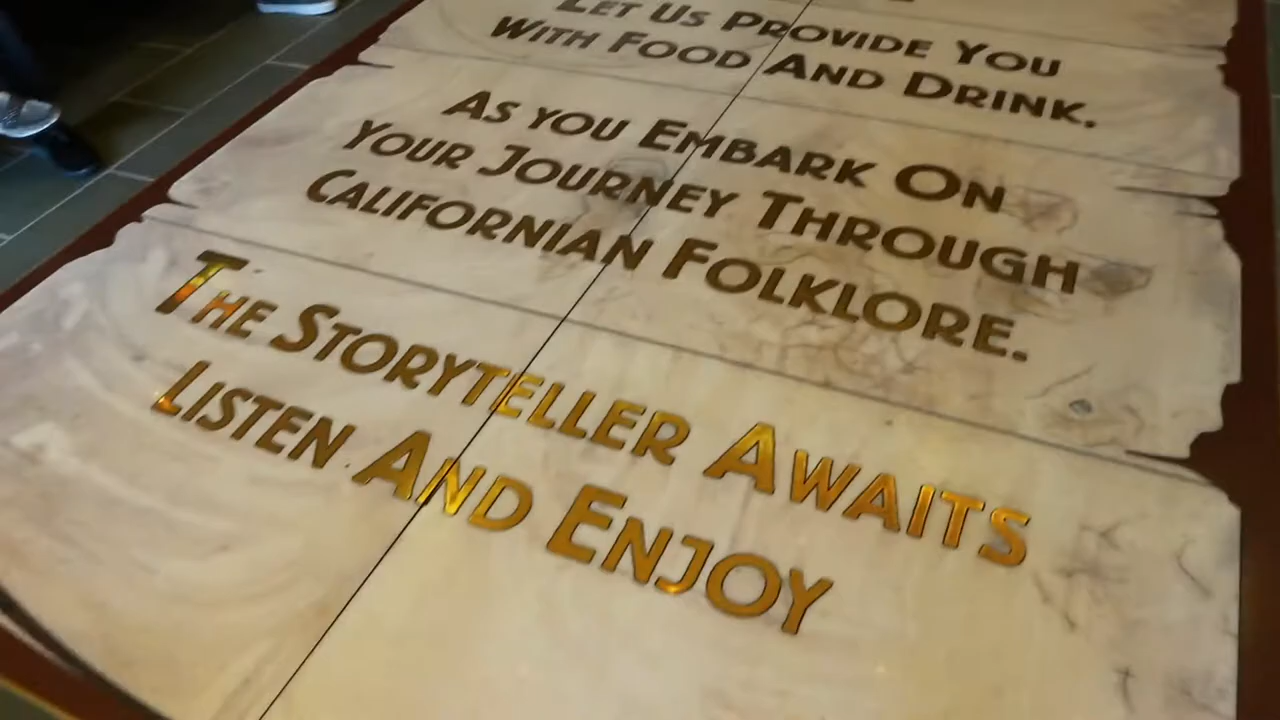 Let Us Provide You
With Food And Drink.
As you Embark On
Your Journey Through
Californian Folklore.
The Storyteller Awaits
Listen And Enjoy